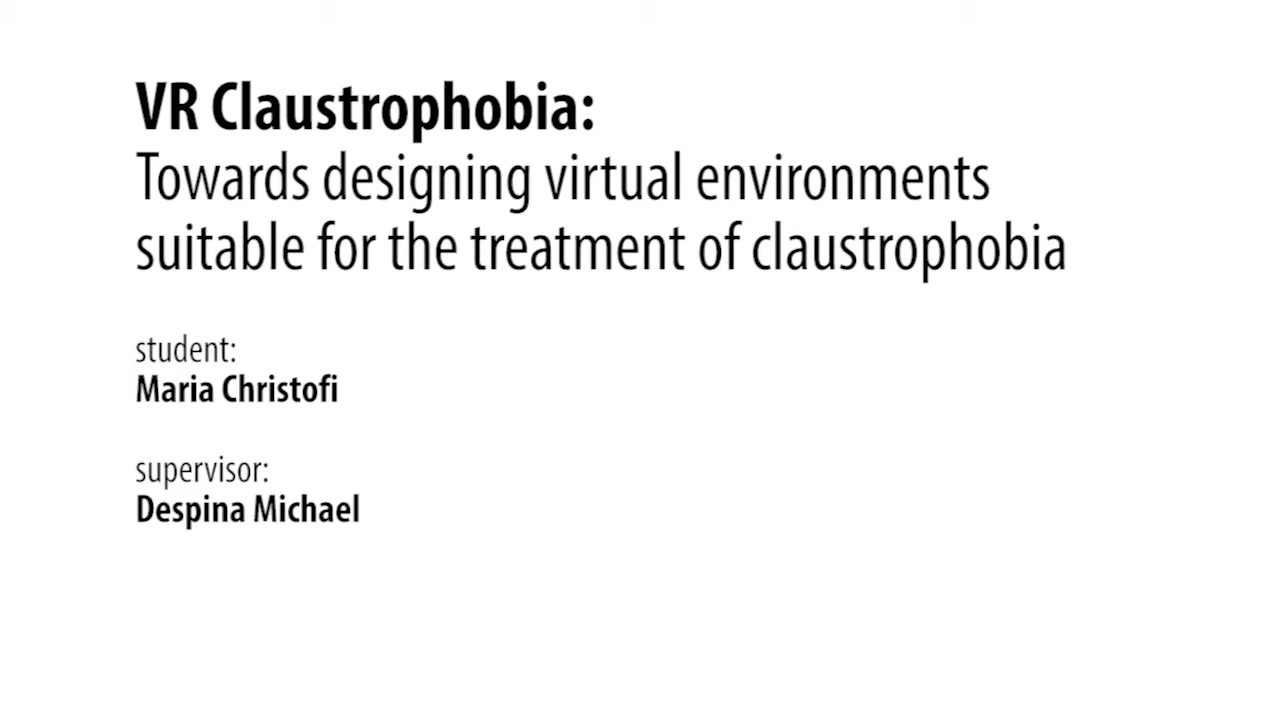 VR Claustrophobia:
Towards designing virtual environments
suitable for the treatment of claustrophobia
student:
Maria Christofi
supervisor:
Despina Michael